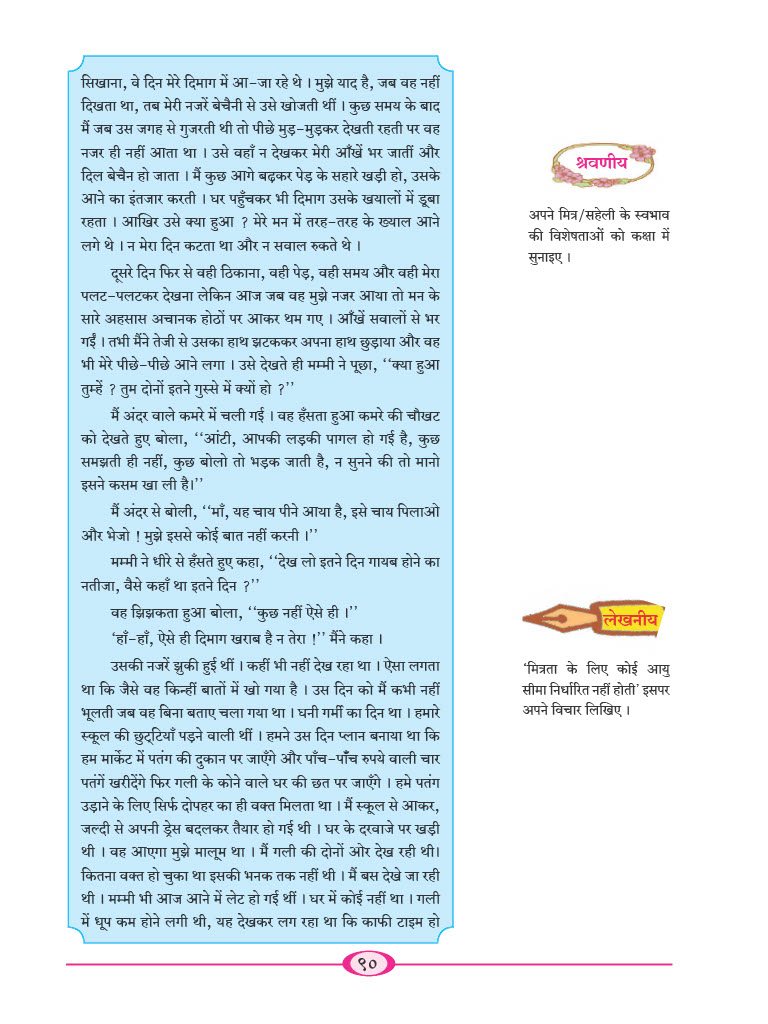 सिखाना, वे दिन मेरे दिमाग में आ-जा रहे थे । मुझे याद है, जब वह नहीं
दिखता था, तब मेरी नजरें बेचैनी से उसे खोजती थीं । कुछ समय के बाद
मैं जब उस जगह से गुजरती थी तो पीछे मुड़-मुड़कर देखती रहती पर वह
नजर ही नहीं आता था । उसे वहाँ न देखकर मेरी आँखें भर जातीं और
दिल बेचैन हो जाता । मैं कुछ आगे बढ़कर पेड़ के सहारे खड़ी हो, उसके
आने का इंतजार करती । घर पहुँचकर भी दिमाग उसके खयालों में डूबा
रहता । आखिर उसे क्या हुआ ? मेरे मन में तरह-तरह के ख्याल आने
लगे थे । न मेरा दिन कटता था और न सवाल रुकते थे ।
दूसरे दिन फिर से वही ठिकाना, वही पेड़, वही समय और वही मेरा
पलट-पलटकर देखना लेकिन आज जब वह मुझे नजर आया तो मन के
सारे अहसास अचानक होठों पर आकर थम गए । आँखें सवालों से भर
गईं । तभी मैंने तेजी से उसका हाथ झटककर अपना हाथ छुड़ाया और वह
भी मेरे पीछे-पीछे आने लगा । उसे देखते ही मम्मी ने पूछा, ‘‘क्या हुआ
तुम्हें ? तुम दोनों इतने गुस्से में क्यों हो ?’’
मैं अंदर वाले कमरे में चली गई । वह हँसता हुआ कमरे की चौखट
को देखते हुए बोला, ‘‘आंटी, आपकी लड़की पागल हो गई है, कुछ
समझती ही नहीं, कुछ बोलो तो भड़क जाती है, न सुनने की तो मानो
इसने कसम खा ली है।’’
मैं अंदर से बोली, ‘‘माँ, यह चाय पीने आया है, इसे चाय पिलाओ
और भेजो ! मुझे इससे कोई बात नहीं करनी ।’’
मम्मी ने धीरे से हँसते हुए कहा, ‘‘देख लो इतने दिन गायब होने का
नतीजा, वैसे कहाँ था इतने दिन ?’’
वह झिझकता हुआ बोला, ‘‘कुछ नहीं ऐसे ही ।’’
‘हाँ-हाँ, ऐसे ही दिमाग खराब है न तेरा !’’ मैंने कहा ।
उसकी नजरें झुकी हुई थीं । कहीं भी नहीं देख रहा था । ऐसा लगता
था कि जैसे वह किन्हीं बातों में खो गया है । उस दिन को मैं कभी नहीं
भूलती जब वह बिना बताए चला गया था । घनी गर्मी का दिन था । हमारे
स्कूल की छुट्टियाँ पड़ने वाली थीं । हमने उस दिन प्लान बनाया था कि
हम मार्केट में पतंग की दुकान पर जाएँगे और पाँच-पाँच रुपये वाली चार
पतंगें खरीदेंगे फिर गली के कोने वाले घर की छत पर जाएँगे । हमे पतंग
उड़ाने के लिए सिर्फ दोपहर का ही वक्त मिलता था । मैं स्कूल से आकर,
जल्दी से अपनी ड्रेस बदलकर तैयार हो गई थी । घर के दरवाजे पर खड़ी
थी । वह आएगा मुझे मालूम था । मैं गली की दोनों ओर देख रही थी।
कितना वक्त हो चुका था इसकी भनक तक नहीं थी । मैं बस देखे जा रही
थी । मम्मी भी आज आने में लेट हो गई थीं । घर में कोई नहीं था । गली
में धूप कम होने लगी थी, यह देखकर लग रहा था कि काफी टाइम हो
श्रवणीय
अपने मित्र/सहेली के स्वभाव
की विशेषताओं को कक्षा में
सुनाइए ।
लेखनीय
‘मित्रता के लिए कोई आयु
सीमा निर्धारित नहीं होती’ इसपर
अपने विचार लिखिए ।
९०